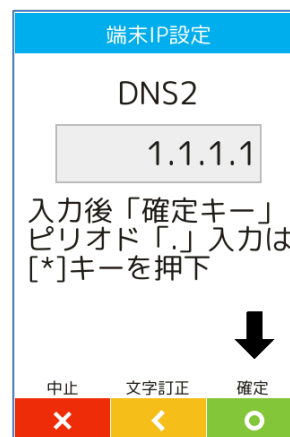 端末IP設定
DNS2
1.1.1.1
入力後「確定キー」
ピリオド「.」入力は
[*]キーを押下
中止 文字訂正 確定